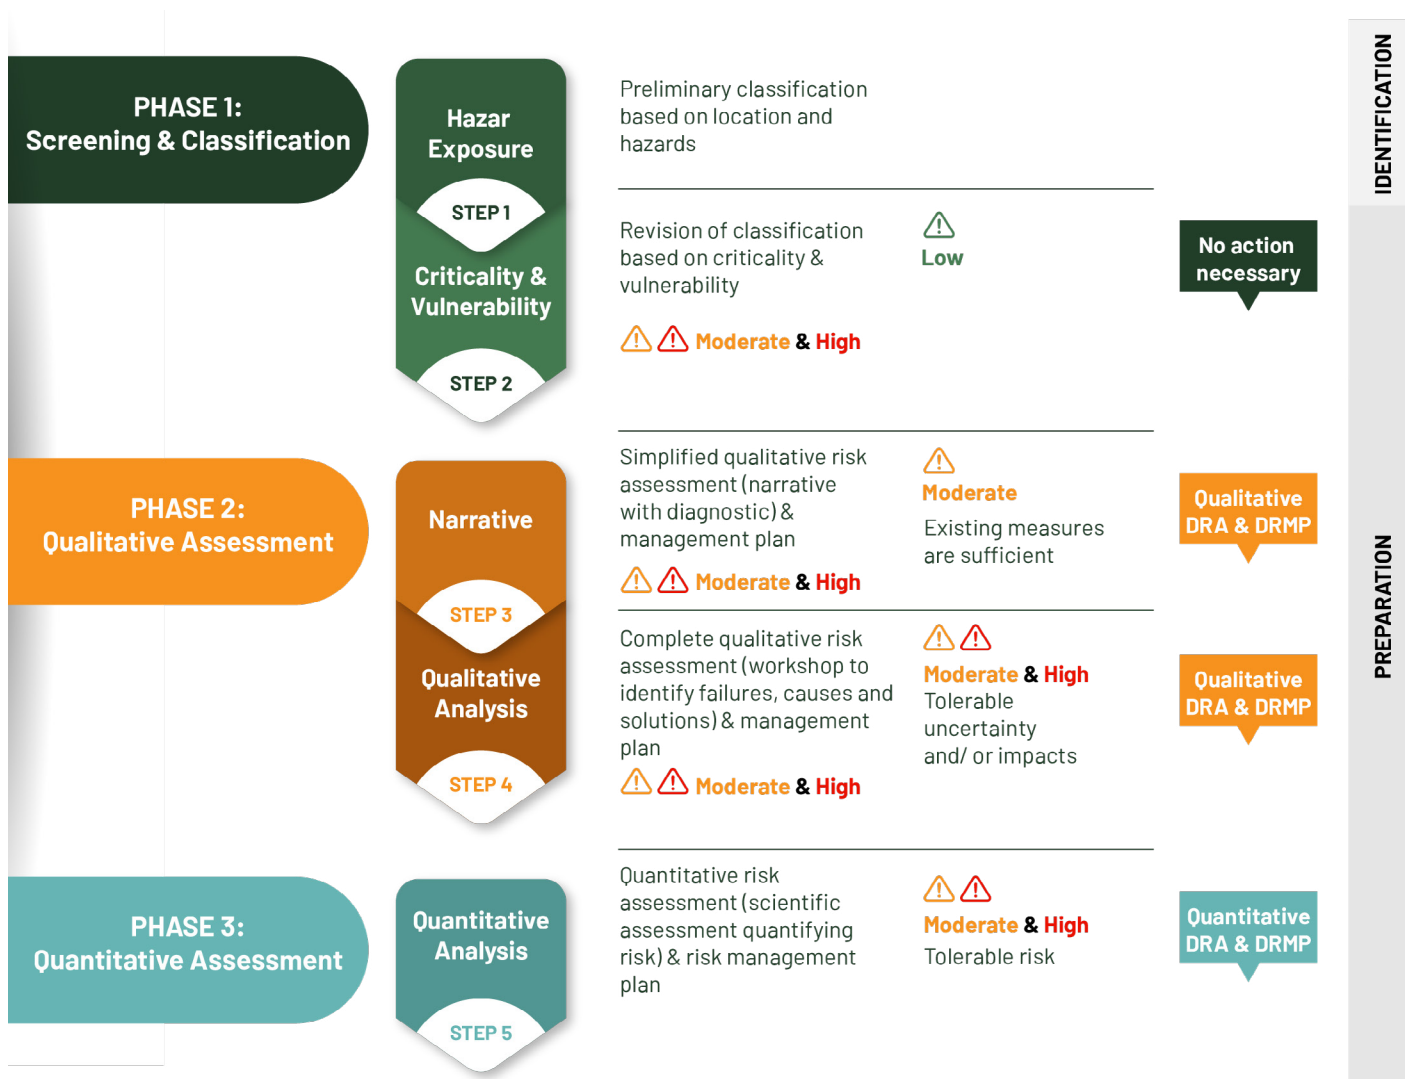 PHASE 1:
Screening & Classification
Hazar
Exposure
STEP 1
Preliminary classification
based on location and
hazards
IDENTIFICATION
Criticality &
Vulnerability
STEP 2
Revision of classification
based on criticality &
vulnerability
Moderate & High
Low
No action
necessary
PHASE 2:
Qualitative Assessment
Narrative
STEP 3
Simplified qualitative risk
assessment (narrative
with diagnostic) &
management plan
Moderate & High
Moderate
Existing measures
are sufficient
Qualitative
DRA & DRMP
PREPARATION
Qualitative
Analysis
STEP 4
Complete qualitative risk
assessment (workshop to
identify failures, causes and
solutions) & management
plan
Moderate & High
Moderate & High
Tolerable
uncertainty
and/ or impacts
Qualitative
DRA & DRMP
PHASE 3:
Quantitative Assessment
Quantitative
Analysis
STEP 5
Quantitative risk
assessment (scientific
assessment quantifying
risk) & risk management
plan
Moderate & High
Tolerable risk
Quantitative
DRA & DRMP